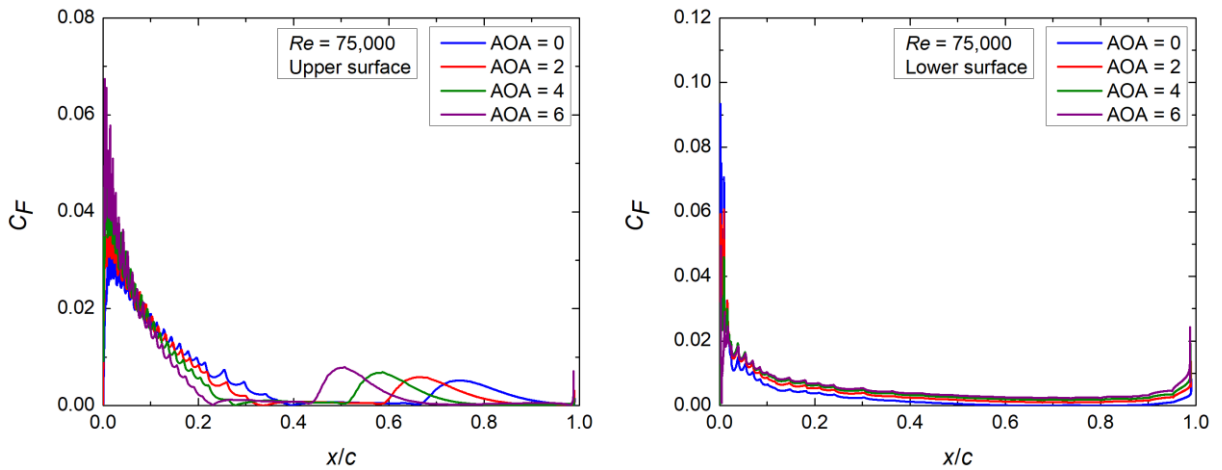 0.08
0.06
0.04
0.02
0.00
C_F
Re = 75,000
Upper surface
AOA = 0
AOA = 2
AOA = 4
AOA = 6
0.0 0.2 0.4 0.6 0.8 1.0
x/c
0.12
0.10
0.08
0.06
0.04
0.02
0.00
C_F
Re = 75,000
Lower surface
AOA = 0
AOA = 2
AOA = 4
AOA = 6
0.0 0.2 0.4 0.6 0.8 1.0
x/c